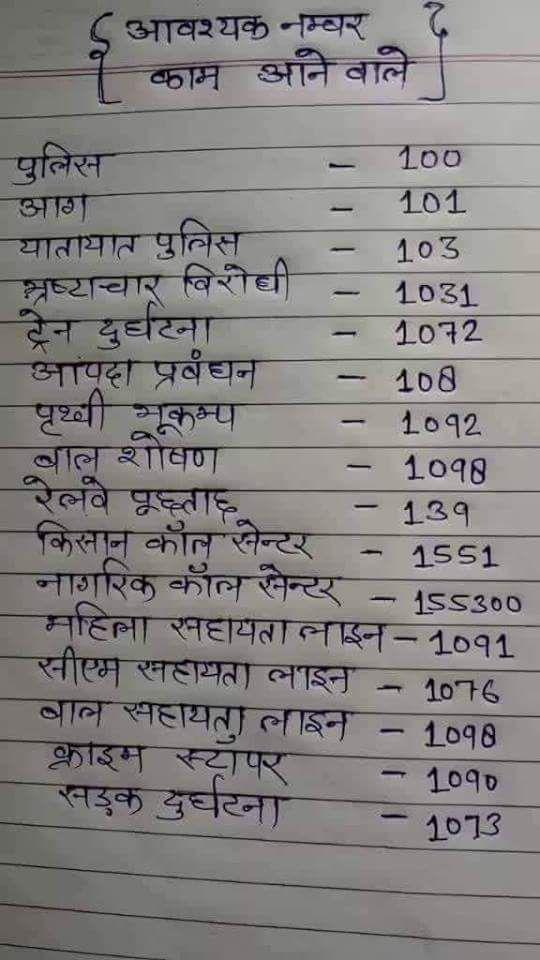 आवश्यक नम्बर
काम आने वाले
पुलिस - 100
आग - 101
यातायात पुलिस - 103
भ्रष्टाचार विरोधी - 1031
ट्रेन दुर्घटना - 1072
आपदा प्रबंधन - 108
पृथ्वी भूकम्प - 1092
बाल शोषण - 1098
रेलवे पूछताछ - 139
किसान कॉल सेन्टर - 1551
नागरिक कॉल सेन्टर - 155300
महिला सहायता लाइन - 1091
सीएम सहायता लाइन - 1076
बाल सहायता लाइन - 1098
क्राइम स्टापर - 1090
सड़क दुर्घटना - 1073